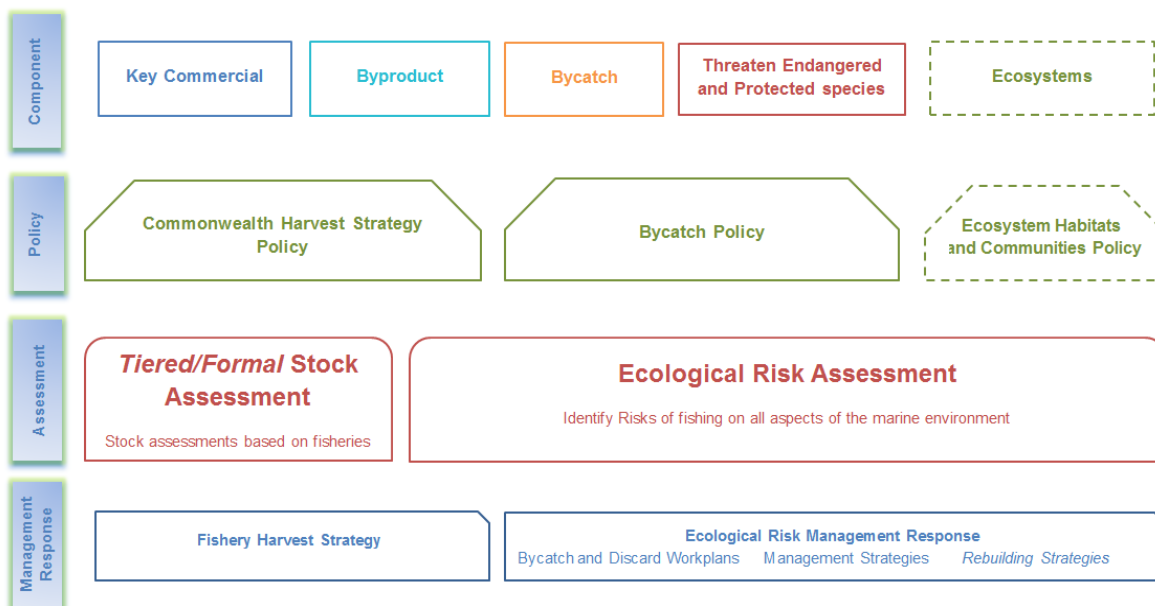 Component
Key Commercial
Byproduct
Bycatch
Threaten Endangered
and Protected species
Ecosystems
Policy
Commonwealth Harvest Strategy
Policy
Bycatch Policy
Ecosystem Habitats
and Communities Policy
Assessment
Tiered/Formal Stock
Assessment
Stock assessments based on fisheries
Ecological Risk Assessment
Identify Risks of fishing on all aspects of the marine environment
Management
Response
Fishery Harvest Strategy
Ecological Risk Management Response
Bycatch and Discard Workplans Management Strategies Rebuilding Strategies